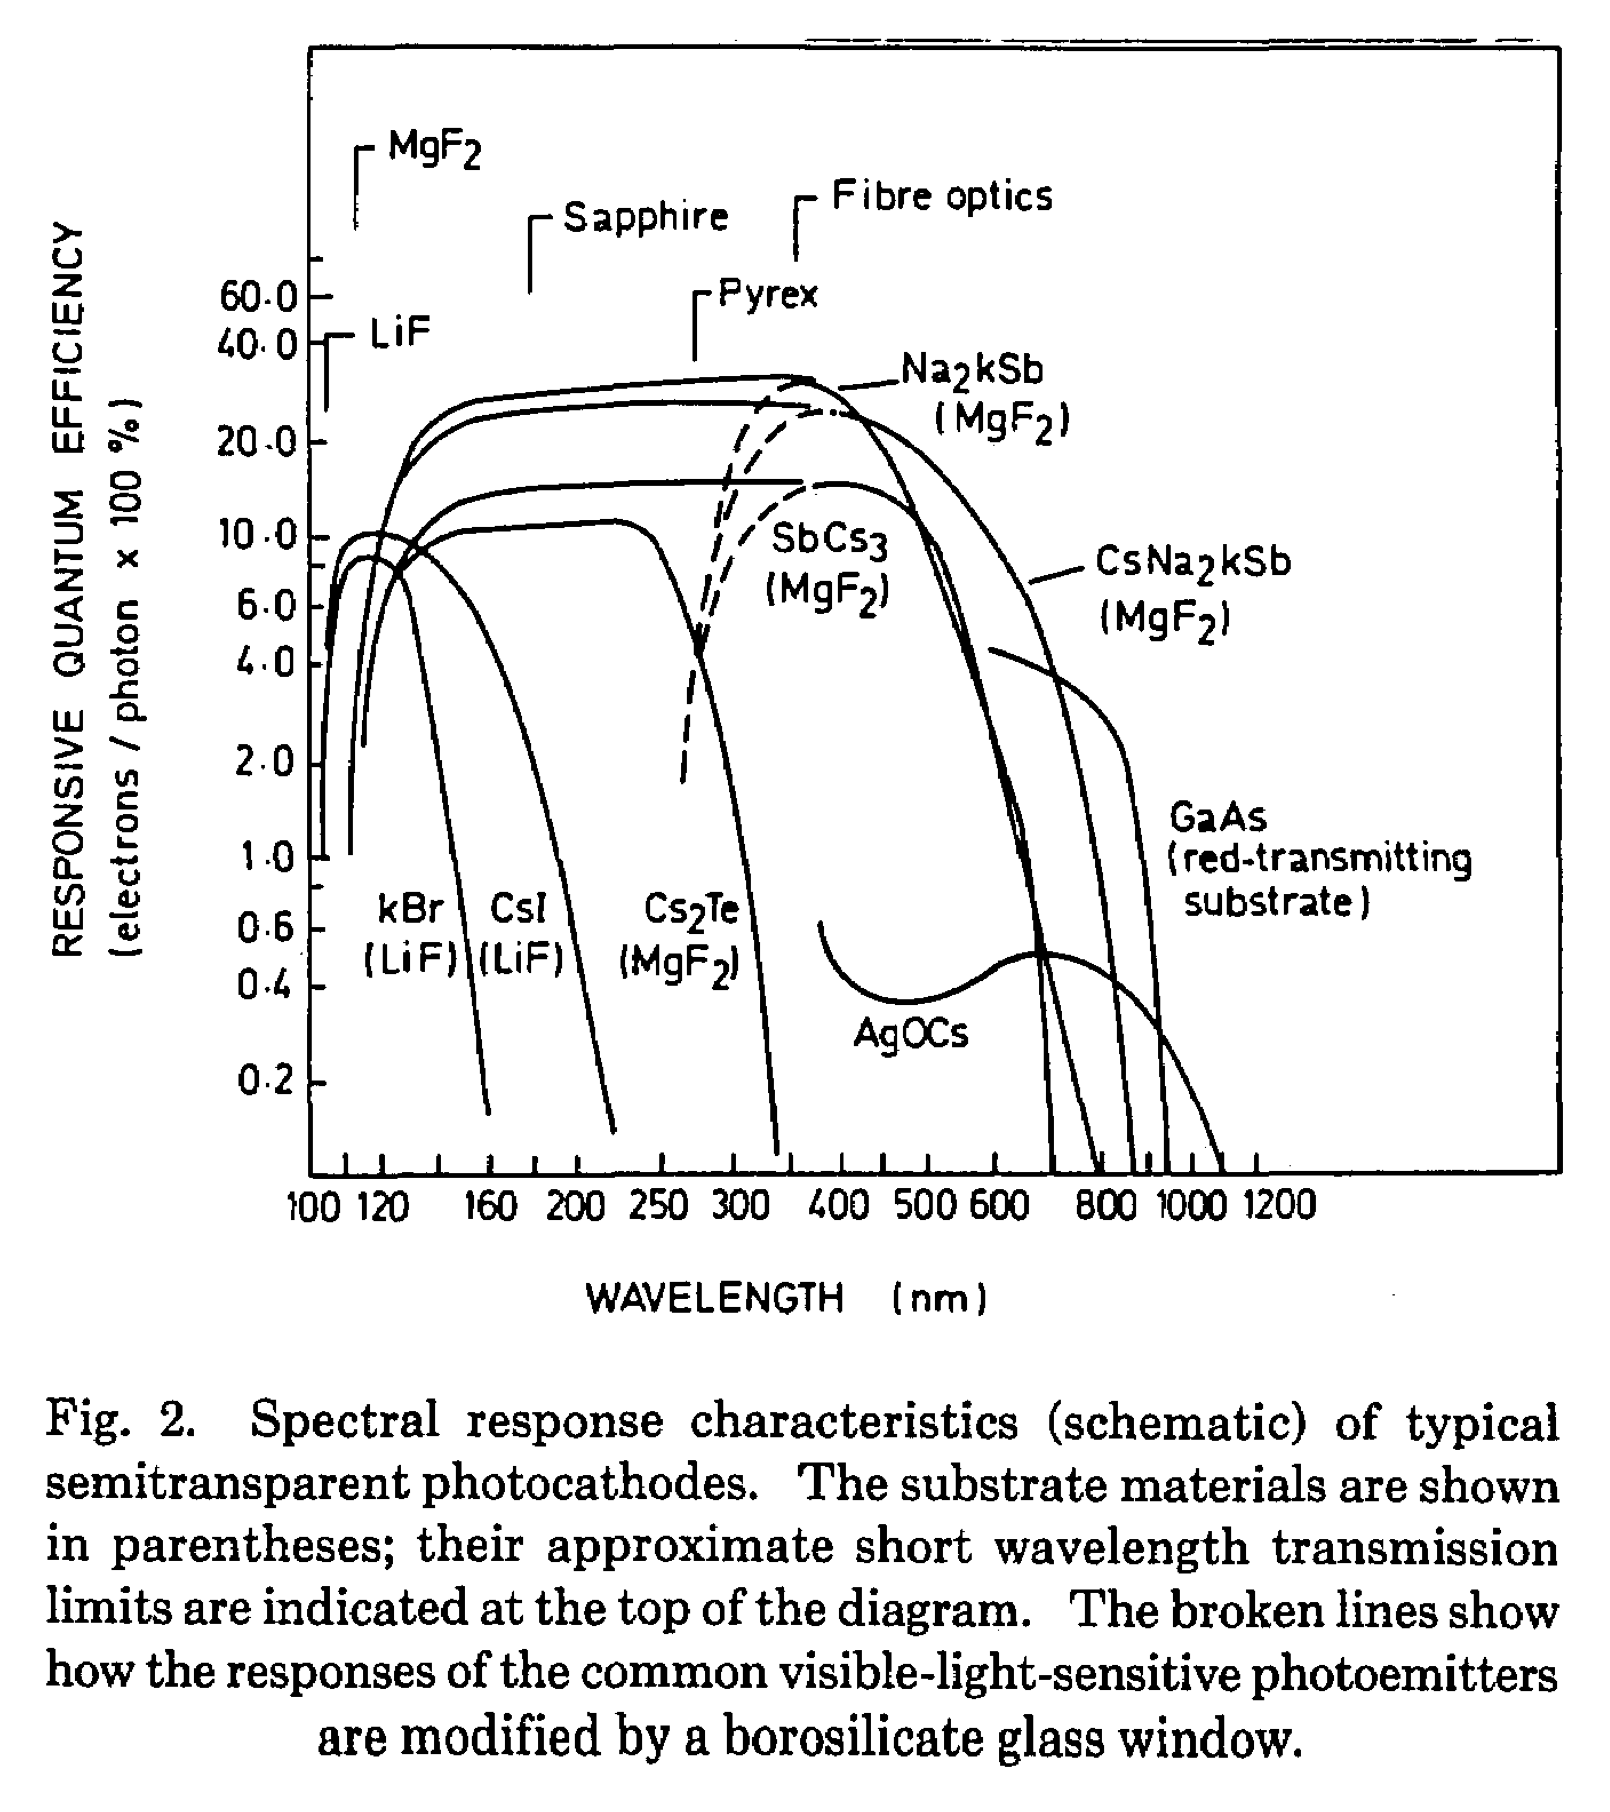 MgF2
Sapphire
Fibre optics
Pyrex
LiF
Na2kSb
(MgF2)
SbCs3
(MgF2)
CsNa2kSb
(MgF2)
GaAs
(red-transmitting
substrate)
kBr
(LiF)
CsI
(LiF)
Cs2Te
(MgF2)
AgOCs
RESPONSIVE QUANTUM EFFICIENCY
(electrons / photon x 100 %)
60.0
40.0
20.0
10.0
6.0
4.0
2.0
1.0
0.6
0.4
0.2
100 120 160 200 250 300 400 500 600 800 1000 1200
WAVELENGTH (nm)
Fig. 2. Spectral response characteristics (schematic) of typical
semitransparent photocathodes. The substrate materials are shown
in parentheses; their approximate short wavelength transmission
limits are indicated at the top of the diagram. The broken lines show
how the responses of the common visible-light-sensitive photoemitters
are modified by a borosilicate glass window.